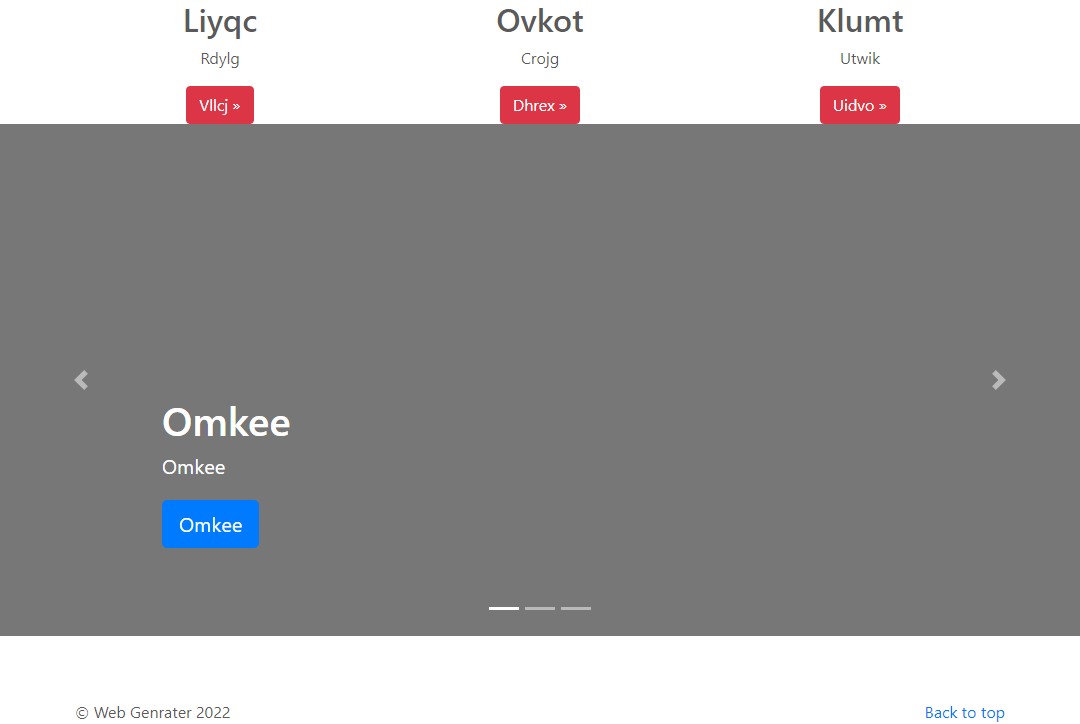 Liyqc
Ovkot
Klumt
Rdylg
Crojg
Utwik
Vllcj »
Dhrex »
Uidvo »
Omkee
Omkee
Omkee
© Web Genrater 2022
Back to top